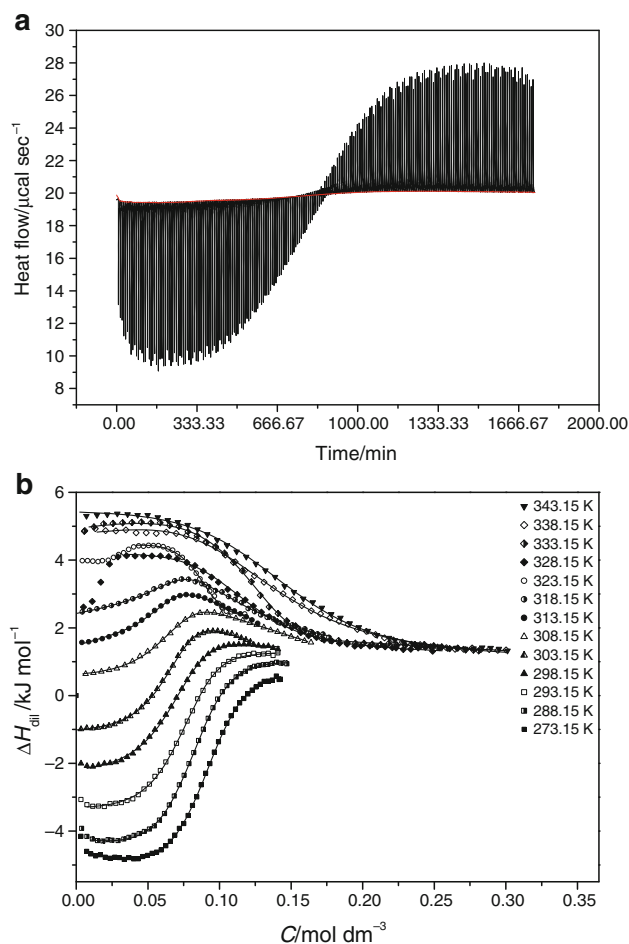 a
30
28
26
24
22
20
18
16
14
12
10
8
Heat flow/μcal sec⁻¹
0.00 333.33 666.67 1000.00 1333.33 1666.67 2000.00
Time/min
b
6
4
2
0
−2
−4
ΔH_dil/kJ mol⁻¹
343.15 K
338.15 K
333.15 K
328.15 K
323.15 K
318.15 K
313.15 K
308.15 K
303.15 K
298.15 K
293.15 K
288.15 K
273.15 K
0.00 0.05 0.10 0.15 0.20 0.25 0.30 0.35
C/mol dm⁻³